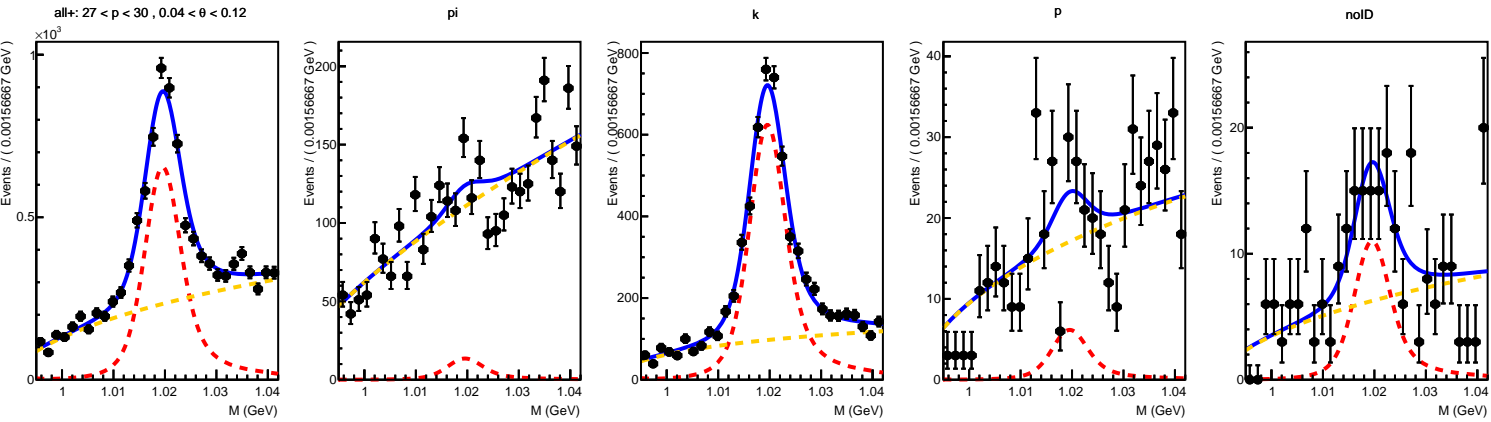 all+: 27 < p < 30 , 0.04 < θ < 0.12
×10³
Events / ( 0.00156667 GeV )
1
0.5
0
1 1.01 1.02 1.03 1.04
M (GeV)
pi
Events / ( 0.00156667 GeV )
200
150
100
50
0
1 1.01 1.02 1.03 1.04
M (GeV)
k
Events / ( 0.00156667 GeV )
800
600
400
200
0
1 1.01 1.02 1.03 1.04
M (GeV)
p
Events / ( 0.00156667 GeV )
40
30
20
10
0
1 1.01 1.02 1.03 1.04
M (GeV)
noID
Events / ( 0.00156667 GeV )
20
10
0
1 1.01 1.02 1.03 1.04
M (GeV)